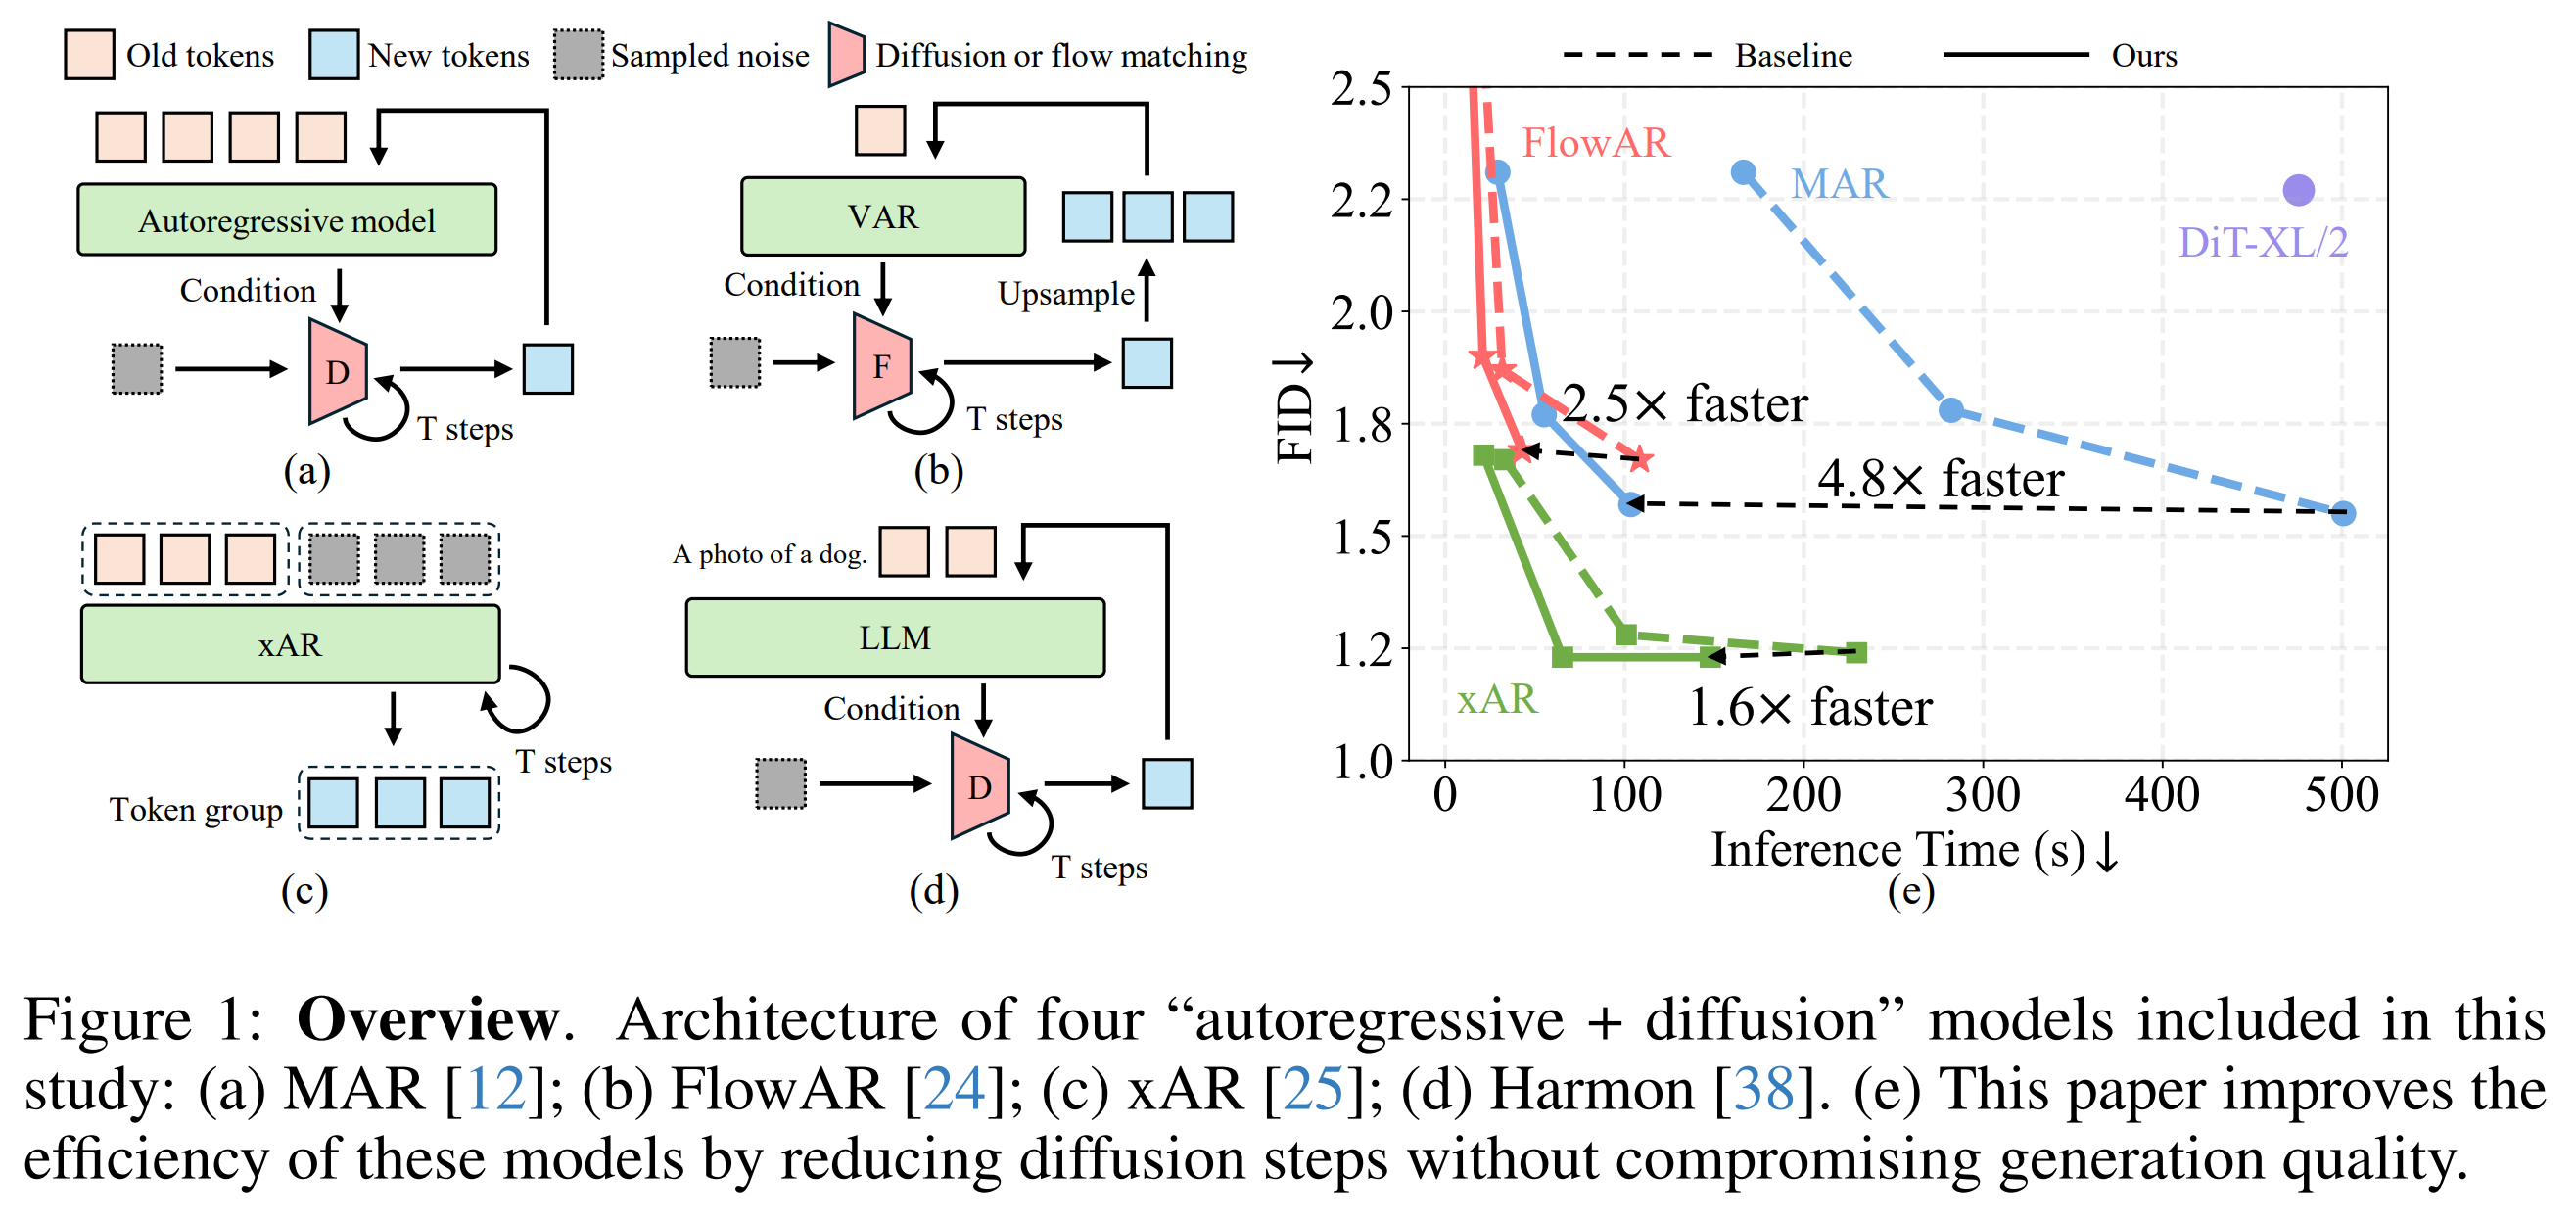 Old tokens New tokens Sampled noise Diffusion or flow matching
Autoregressive model
Condition
D
T steps
(a)
VAR
Condition
Upsample
F
T steps
(b)
xAR
T steps
Token group
(c)
A photo of a dog.
LLM
Condition
D
T steps
(d)
Baseline Ours
FID→
2.5
2.2
2.0
1.8
1.5
1.2
1.0
FlowAR
MAR
DiT-XL/2
2.5× faster
4.8× faster
xAR
1.6× faster
0 100 200 300 400 500
Inference Time (s)↓
(e)
Figure 1: Overview. Architecture of four “autoregressive + diffusion” models included in this
study: (a) MAR [12]; (b) FlowAR [24]; (c) xAR [25]; (d) Harmon [38]. (e) This paper improves the
efficiency of these models by reducing diffusion steps without compromising generation quality.